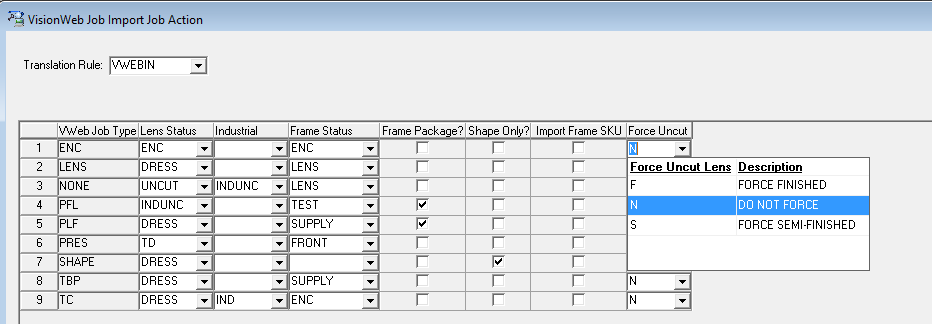 VisionWeb Job Import Job Action
Translation Rule: VWEBIN
VWeb Job Type Lens Status Industrial Frame Status Frame Package? Shape Only? Import Frame SKU Force Uncut
1 ENC ENC ENC N
2 LENS DRESS LENS
3 NONE UNCUT INDUNC LENS
4 PFL INDUNC TEST
5 PLF DRESS SUPPLY
6 PRES TD FRONT
7 SHAPE DRESS
8 TBP DRESS SUPPLY N
9 TC DRESS IND ENC N
Force Uncut Lens Description
F FORCE FINISHED
N DO NOT FORCE
S FORCE SEMI-FINISHED